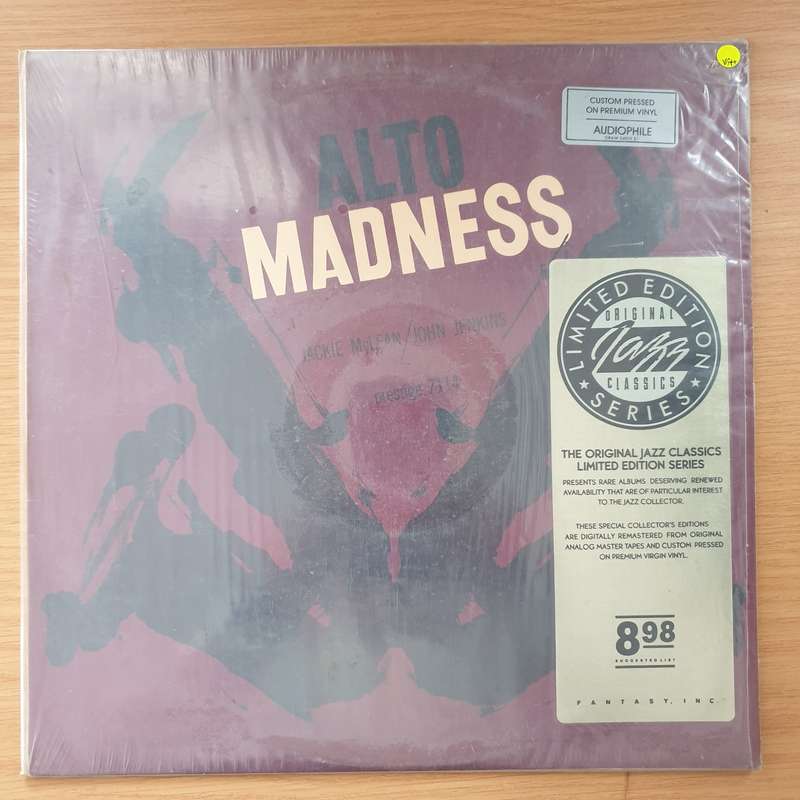 VG+
CUSTOM PRESSED
ON PREMIUM VINYL
AUDIOPHILE
ALTO
MADNESS
JACKIE McLEAN/JOHN JENKINS
prestige 7114
LIMITED EDITION
ORIGINAL
Jazz
CLASSICS
SERIES
THE ORIGINAL JAZZ CLASSICS
LIMITED EDITION SERIES
PRESENTS RARE ALBUMS DESERVING RENEWED
AVAILABILITY THAT ARE OF PARTICULAR INTEREST
TO THE JAZZ COLLECTOR.
THESE SPECIAL COLLECTOR'S EDITIONS
ARE DIGITALLY REMASTERED FROM ORIGINAL
ANALOG MASTER TAPES AND CUSTOM PRESSED
ON PREMIUM VIRGIN VINYL.
8 98
SUGGESTED LIST
FANTASY, INC.